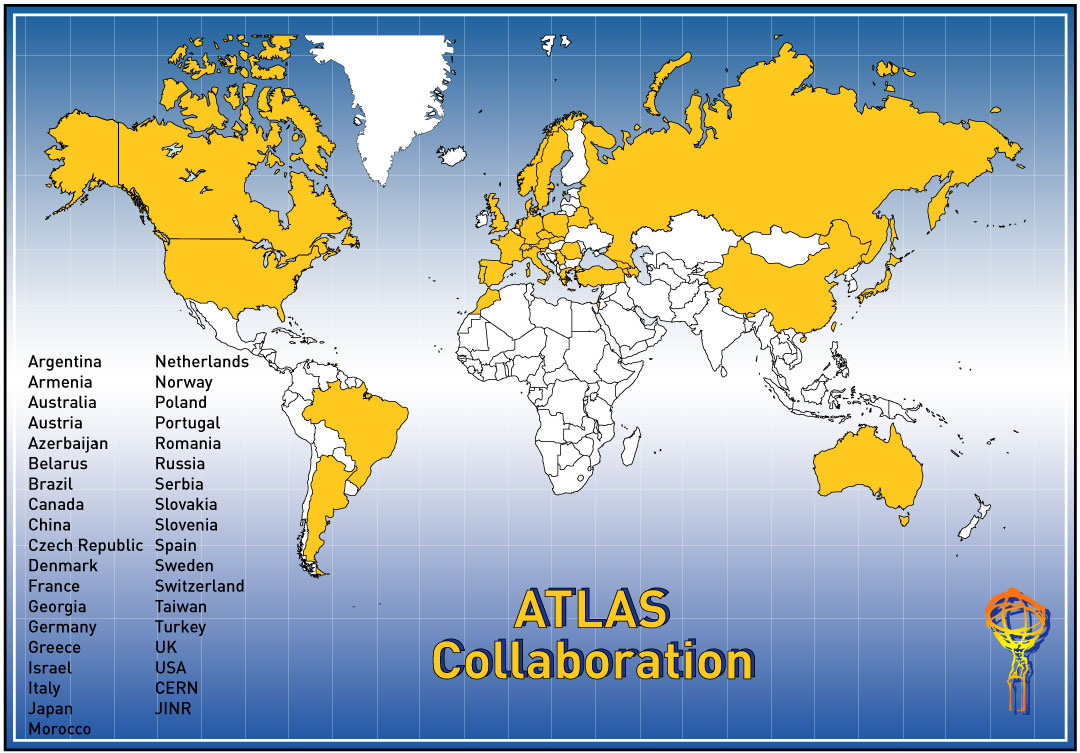 Argentina
Armenia
Australia
Austria
Azerbaijan
Belarus
Brazil
Canada
China
Czech Republic
Denmark
France
Georgia
Germany
Greece
Israel
Italy
Japan
Morocco
Netherlands
Norway
Poland
Portugal
Romania
Russia
Serbia
Slovakia
Slovenia
Spain
Sweden
Switzerland
Taiwan
Turkey
UK
USA
CERN
JINR
ATLAS
Collaboration